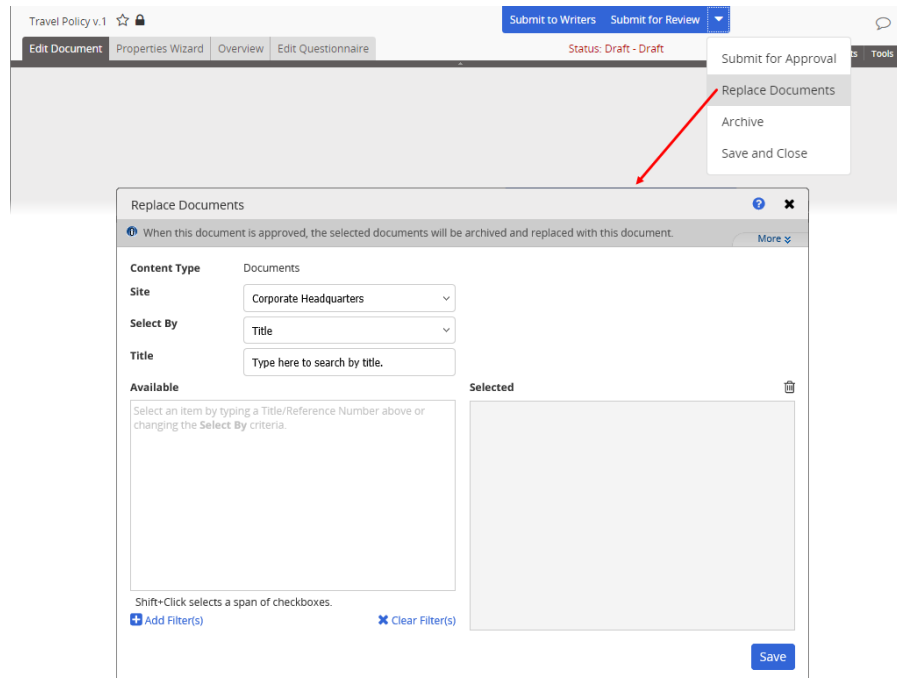 Travel Policy v.1
Submit to Writers Submit for Review
Edit Document Properties Wizard Overview Edit Questionnaire
Status: Draft - Draft
ts Tools
Submit for Approval
Replace Documents
Archive
Save and Close
Replace Documents
When this document is approved, the selected documents will be archived and replaced with this document.
More
Content Type Documents
Site Corporate Headquarters
Select By Title
Title Type here to search by title.
Available Selected
Select an item by typing a Title/Reference Number above or
changing the Select By criteria.
Shift+Click selects a span of checkboxes.
Add Filter(s) Clear Filter(s)
Save